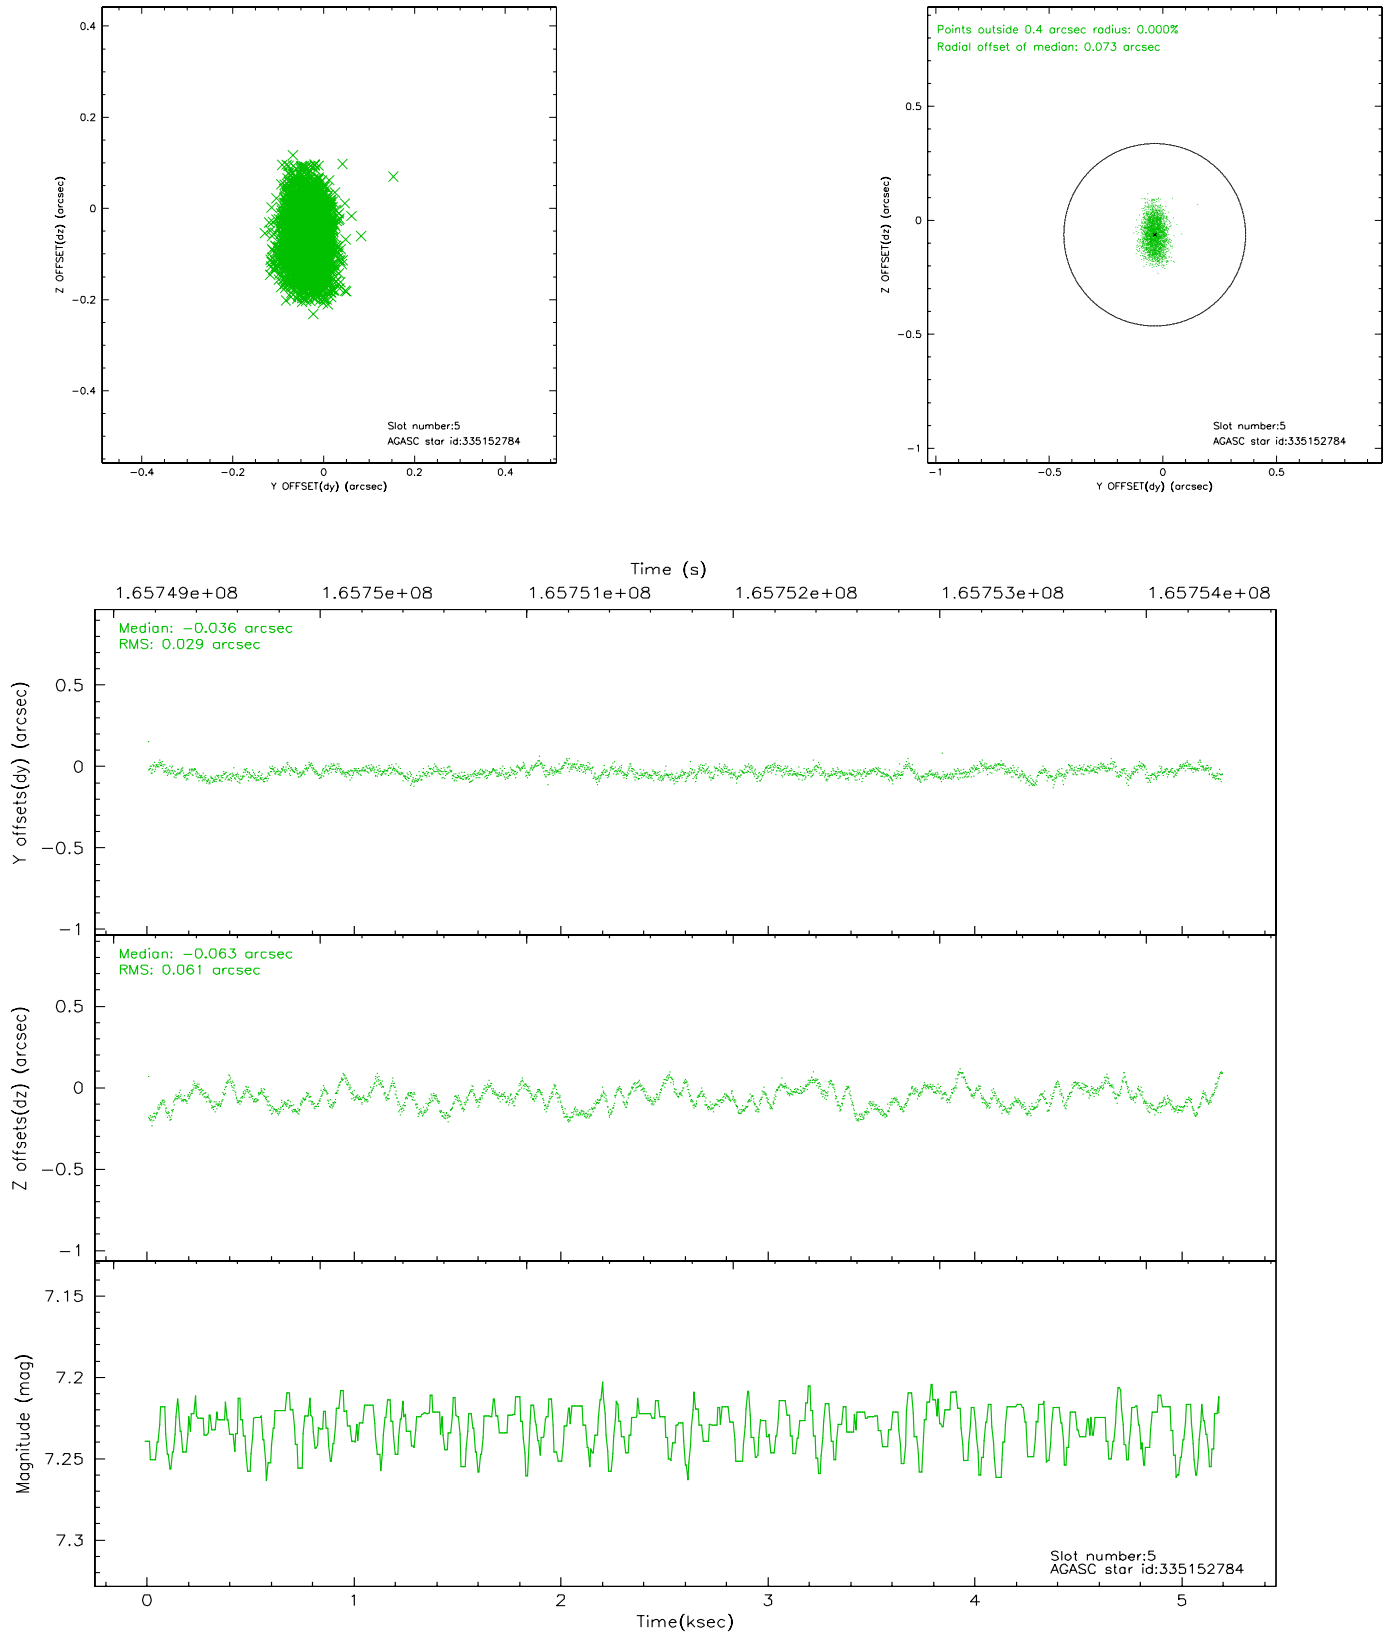 0.4
0.2
0
-0.2
-0.4
Z OFFSET(dz) (arcsec)
Slot number:5
AGASC star id:335152784
-0.4 -0.2 0 0.2 0.4
Y OFFSET(dy) (arcsec)
Points outside 0.4 arcsec radius: 0.000%
Radial offset of median: 0.073 arcsec
0.5
0
-0.5
-1
Z OFFSET(dz) (arcsec)
Slot number:5
AGASC star id:335152784
-1 -0.5 0 0.5
Y OFFSET(dy) (arcsec)
Time (s)
1.65749e+08 1.6575e+08 1.65751e+08 1.65752e+08 1.65753e+08 1.65754e+08
Median: -0.036 arcsec
RMS: 0.029 arcsec
0.5
0
-0.5
-1
Y offsets(dy) (arcsec)
Median: -0.063 arcsec
RMS: 0.061 arcsec
0.5
0
-0.5
-1
Z offsets(dz) (arcsec)
7.15
7.2
7.25
7.3
Magnitude (mag)
Slot number:5
AGASC star id:335152784
0 1 2 3 4 5
Time(ksec)